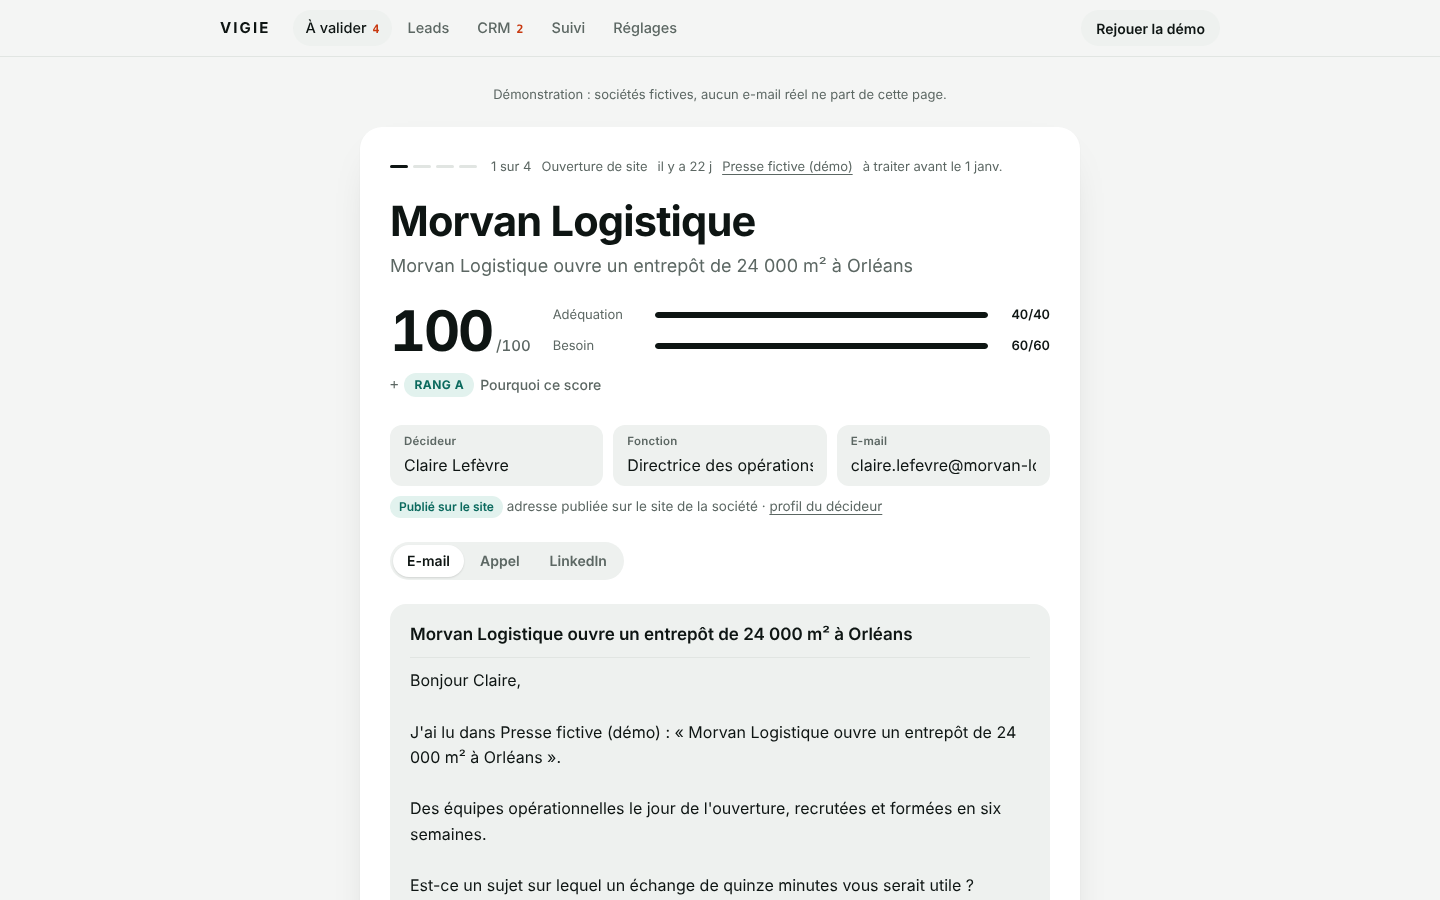 VIGIE À valider 4 Leads CRM 2 Suivi Réglages Rejouer la démo
Démonstration : sociétés fictives, aucun e-mail réel ne part de cette page.
1 sur 4 Ouverture de site il y a 22 j Presse fictive (démo) à traiter avant le 1 janv.
Morvan Logistique
Morvan Logistique ouvre un entrepôt de 24 000 m² à Orléans
100 /100
Adéquation 40/40
Besoin 60/60
+ RANG A Pourquoi ce score
Décideur
Claire Lefèvre
Fonction
Directrice des opérations
E-mail
claire.lefevre@morvan-lo
Publié sur le site adresse publiée sur le site de la société · profil du décideur
E-mail Appel LinkedIn
Morvan Logistique ouvre un entrepôt de 24 000 m² à Orléans
Bonjour Claire,
J'ai lu dans Presse fictive (démo) : « Morvan Logistique ouvre un entrepôt de 24
000 m² à Orléans ».
Des équipes opérationnelles le jour de l'ouverture, recrutées et formées en six
semaines.
Est-ce un sujet sur lequel un échange de quinze minutes vous serait utile ?